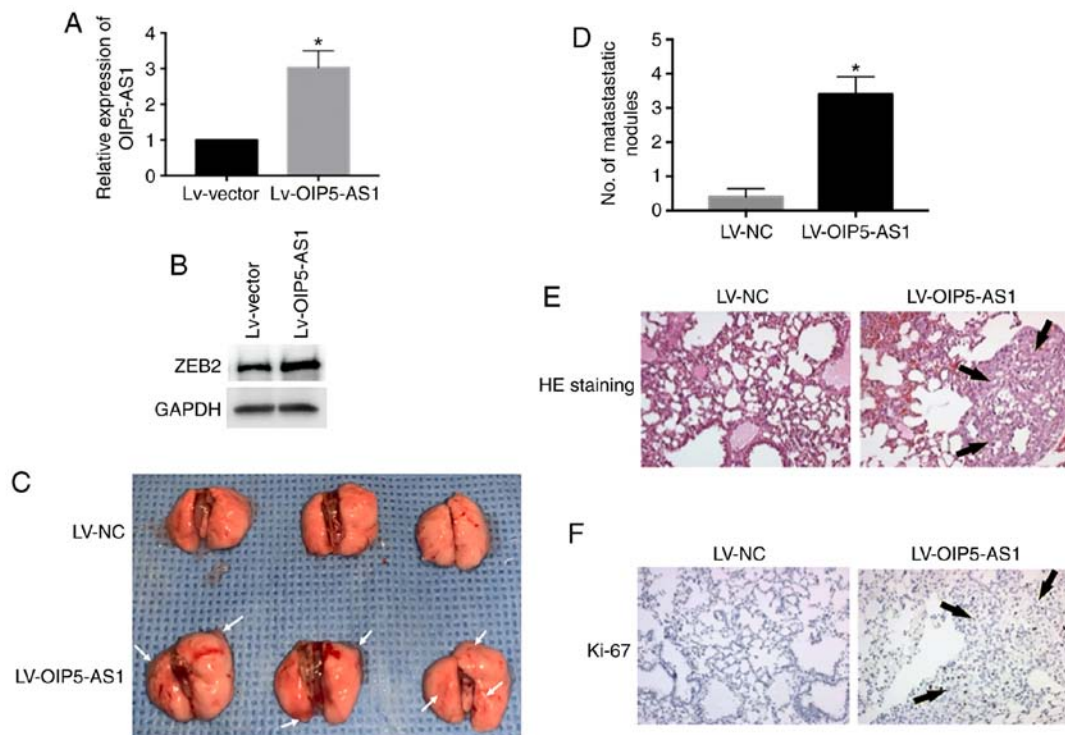 A
Relative expression of
OIP5-AS1
4
3
2
1
0
*
Lv-vector
Lv-OIP5-AS1
B
Lv-vector
Lv-OIP5-AS1
ZEB2
GAPDH
C
LV-NC
LV-OIP5-AS1
D
No. of matastastatic
nodules
5
4
3
2
1
0
*
LV-NC
LV-OIP5-AS1
E
LV-NC
LV-OIP5-AS1
HE staining
F
LV-NC
LV-OIP5-AS1
Ki-67